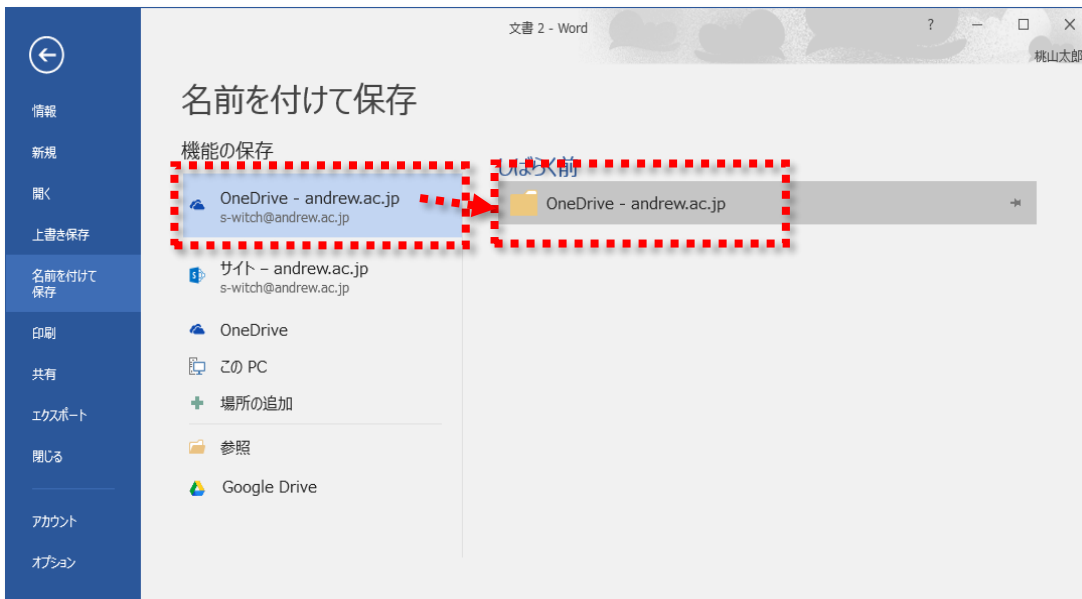 文書 2 - Word
?
桃山太郎
情報
新規
開く
上書き保存
名前を付けて
保存
印刷
共有
エクスポート
閉じる
アカウント
オプション
名前を付けて保存
機能の保存
OneDrive - andrew.ac.jp
s-witch@andrew.ac.jp
サイト – andrew.ac.jp
s-witch@andrew.ac.jp
OneDrive
この PC
場所の追加
参照
Google Drive
しばらく前
OneDrive - andrew.ac.jp